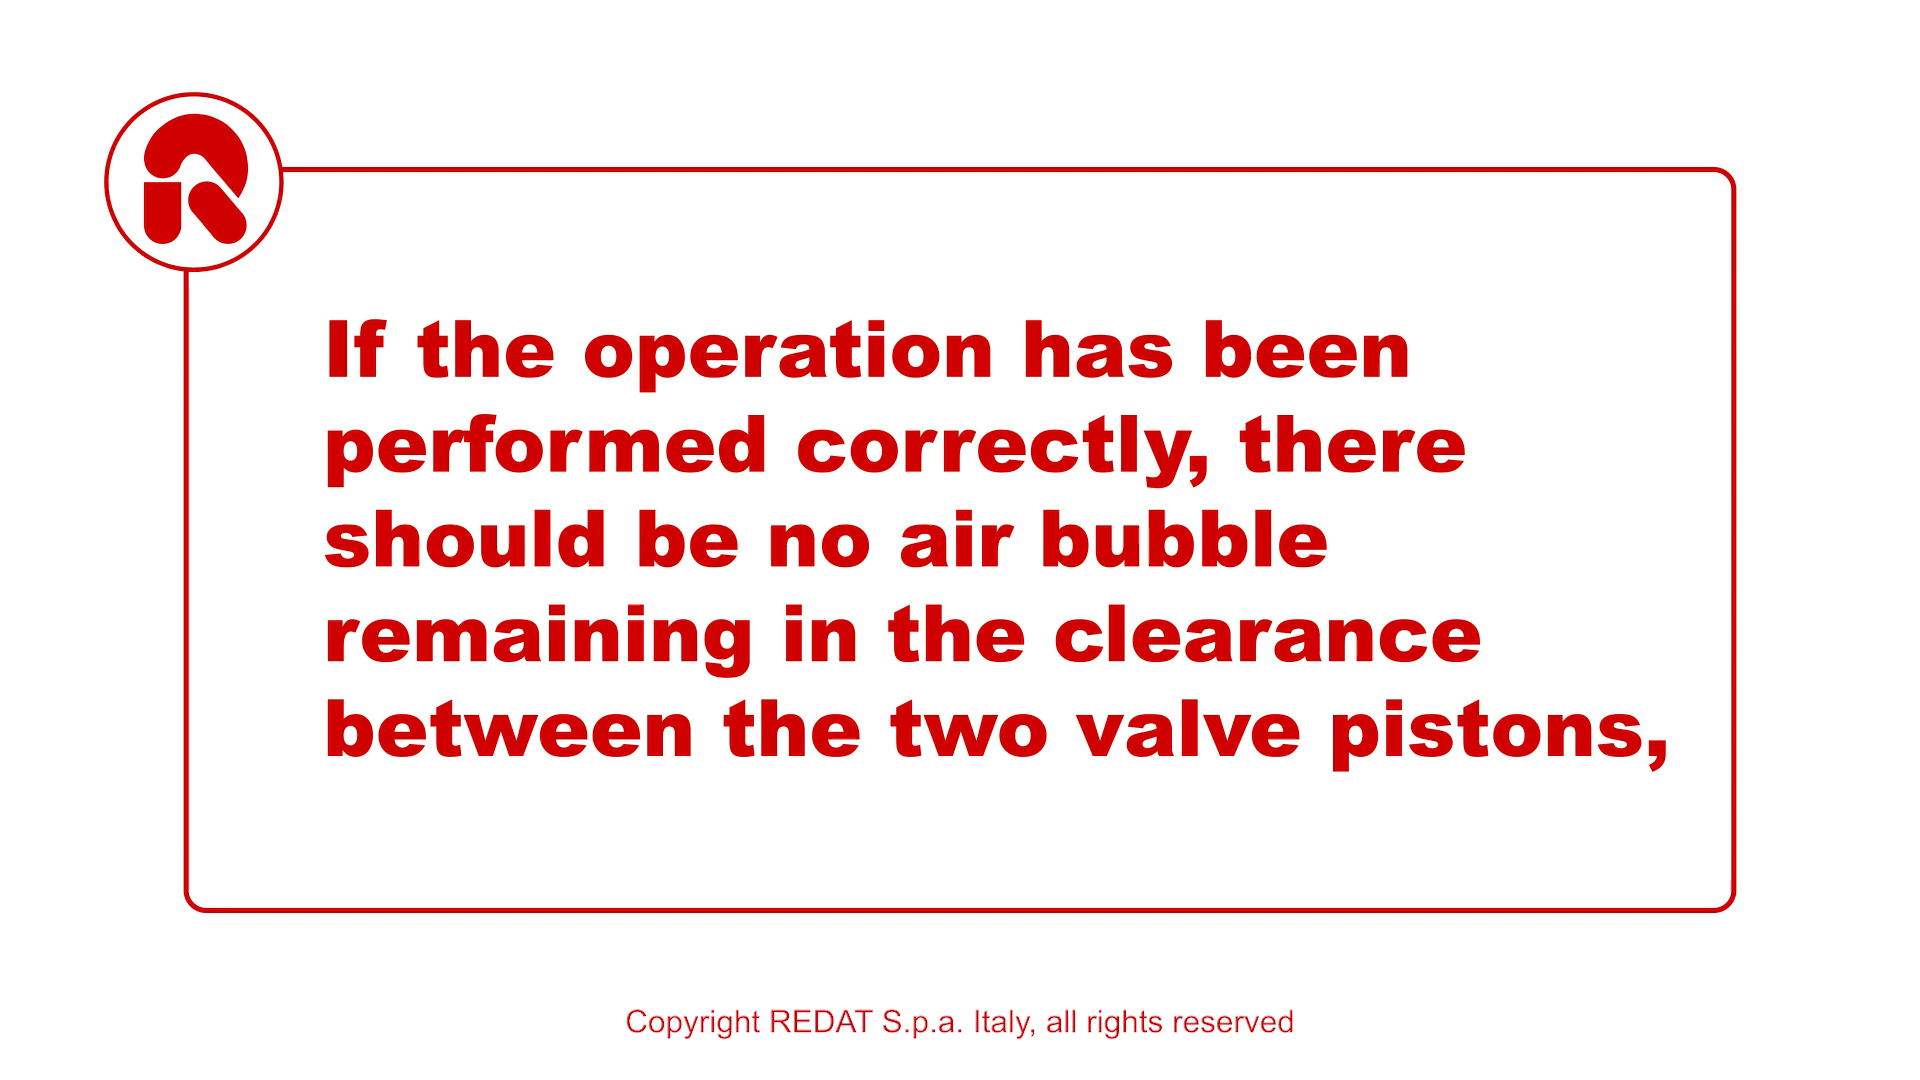 If the operation has been
performed correctly, there
should be no air bubble
remaining in the clearance
between the two valve pistons,
Copyright REDAT S.p.a. Italy, all rights reserved